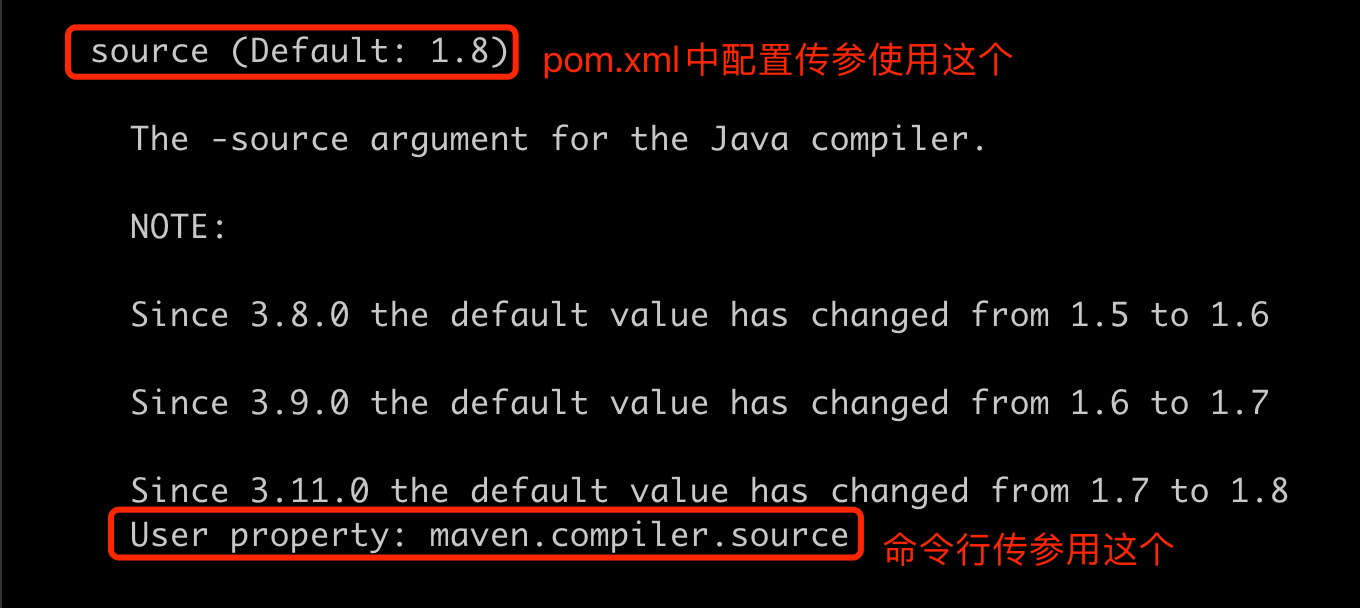 source (Default: 1.8) pom.xml中配置传参使用这个
The -source argument for the Java compiler.
NOTE:
Since 3.8.0 the default value has changed from 1.5 to 1.6
Since 3.9.0 the default value has changed from 1.6 to 1.7
Since 3.11.0 the default value has changed from 1.7 to 1.8
User property: maven.compiler.source 命令行传参用这个